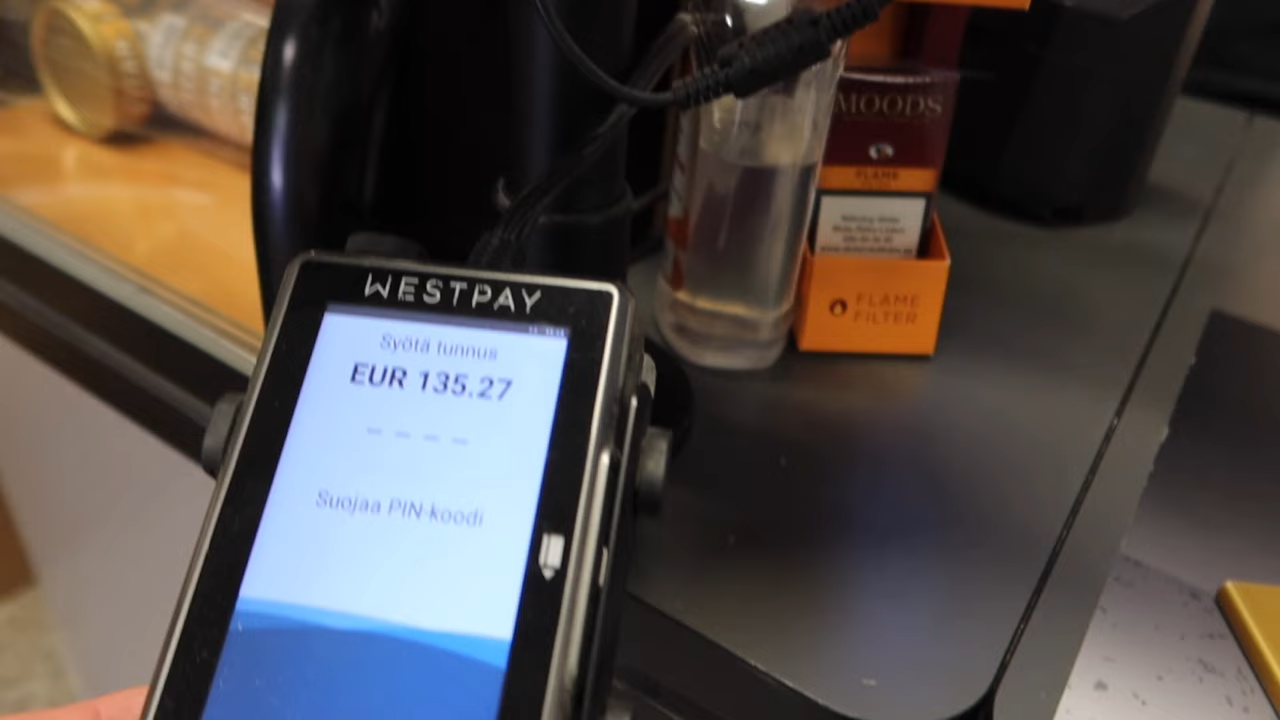 WESTPAY
Syötä tunnus
EUR 135.27
Suojaa PIN-koodi
MOODS
FLAME
FLAME
FILTER